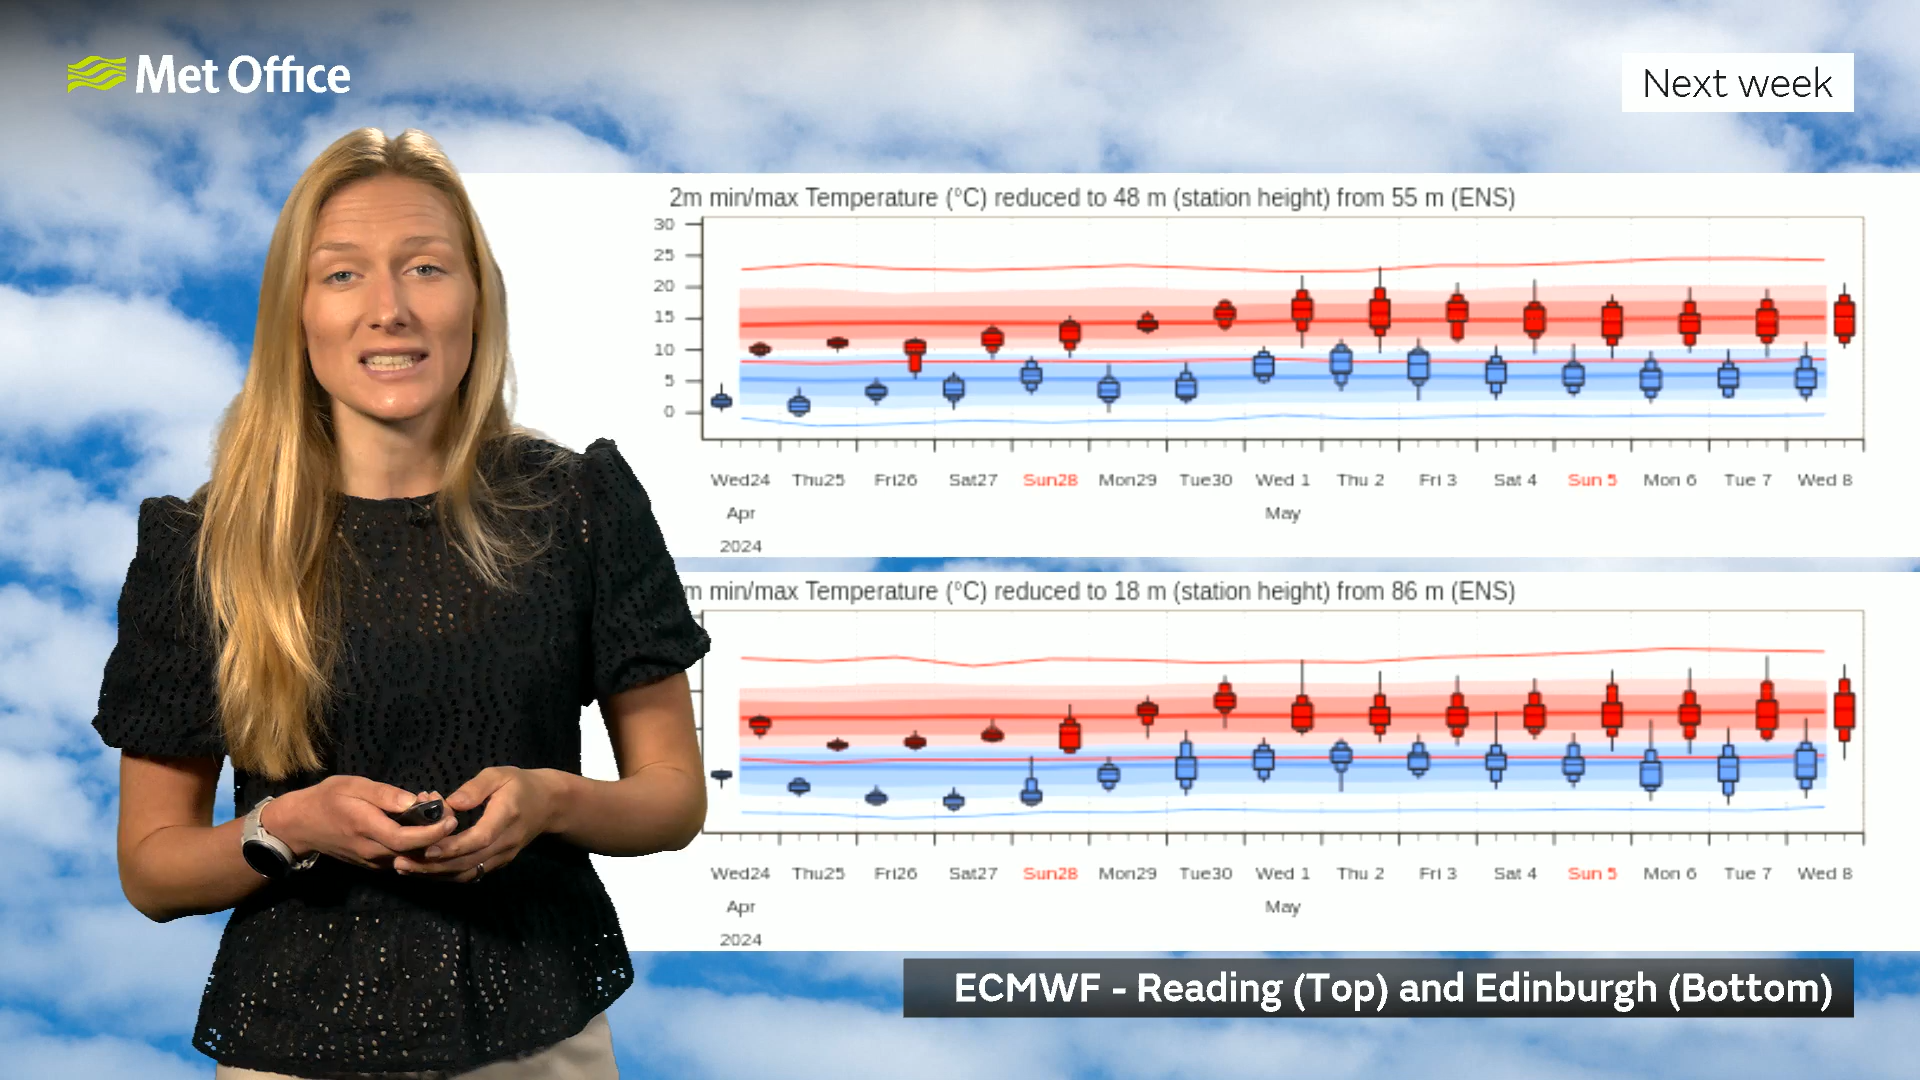 Met Office
Next week
2m min/max Temperature (°C) reduced to 48 m (station height) from 55 m (ENS)
30
25
20
15
10
5
0
Wed24 Thu25 Fri26 Sat27 Sun28 Mon29 Tue30 Wed 1 Thu 2 Fri 3 Sat 4 Sun 5 Mon 6 Tue 7 Wed 8
Apr May
2024
m min/max Temperature (°C) reduced to 18 m (station height) from 86 m (ENS)
Wed24 Thu25 Fri26 Sat27 Sun28 Mon29 Tue30 Wed 1 Thu 2 Fri 3 Sat 4 Sun 5 Mon 6 Tue 7 Wed 8
Apr May
2024
ECMWF - Reading (Top) and Edinburgh (Bottom)